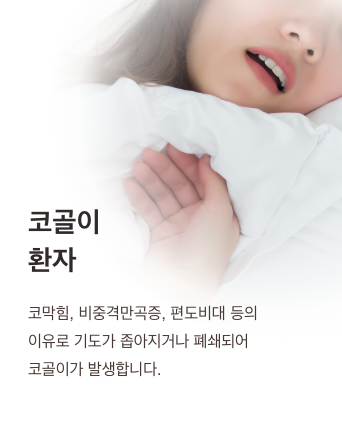 코골이
환자
코막힘, 비중격만곡증, 편도비대 등의
이유로 기도가 좁아지거나 폐쇄되어
코골이가 발생합니다.